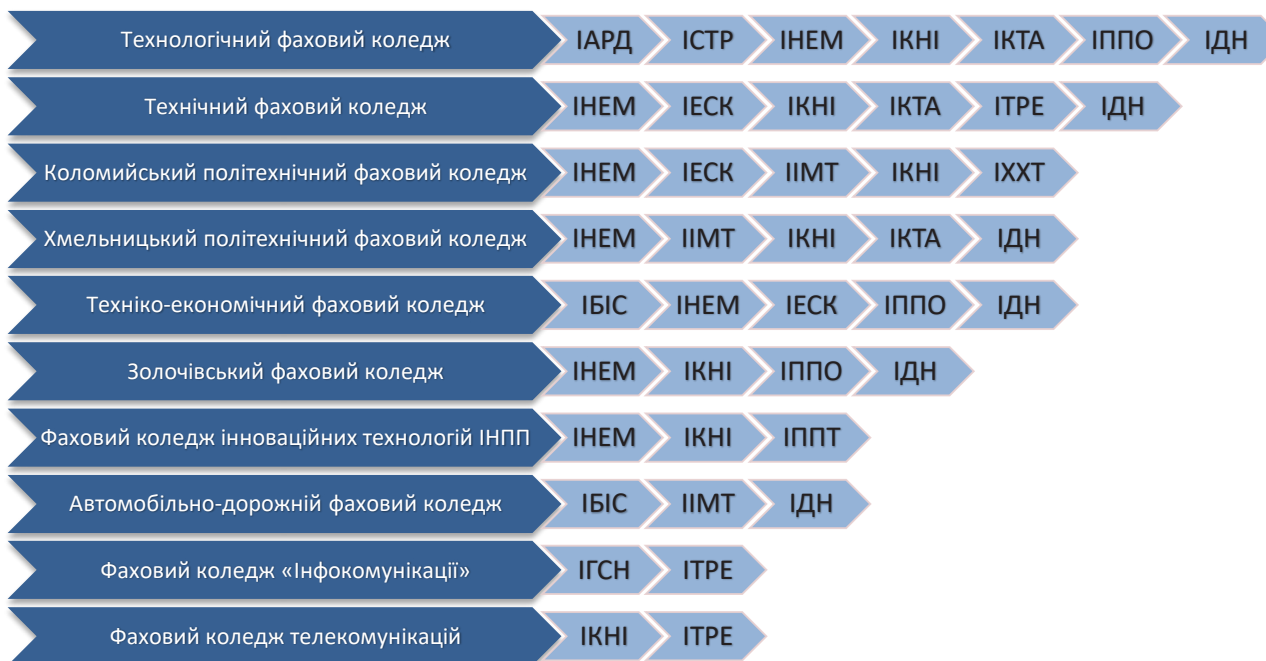 Технологічний фаховий коледж ІАРД ІСТР ІНЕМ ІКНІ ІКТА ІППО ІДН
Технічний фаховий коледж ІНЕМ ІЕСК ІКНІ ІКТА ІТРЕ ІДН
Коломийський політехнічний фаховий коледж ІНЕМ ІЕСК ІІМТ ІКНІ ІХХТ
Хмельницький політехнічний фаховий коледж ІНЕМ ІІМТ ІКНІ ІКТА ІДН
Техніко-економічний фаховий коледж ІБІС ІНЕМ ІЕСК ІППО ІДН
Золочівський фаховий коледж ІНЕМ ІКНІ ІППО ІДН
Фаховий коледж інноваційних технологій ІНПП ІНЕМ ІКНІ ІППТ
Автомобільно-дорожній фаховий коледж ІБІС ІІМТ ІДН
Фаховий коледж «Інфокомунікації» ІГСН ІТРЕ
Фаховий коледж телекомунікацій ІКНІ ІТРЕ